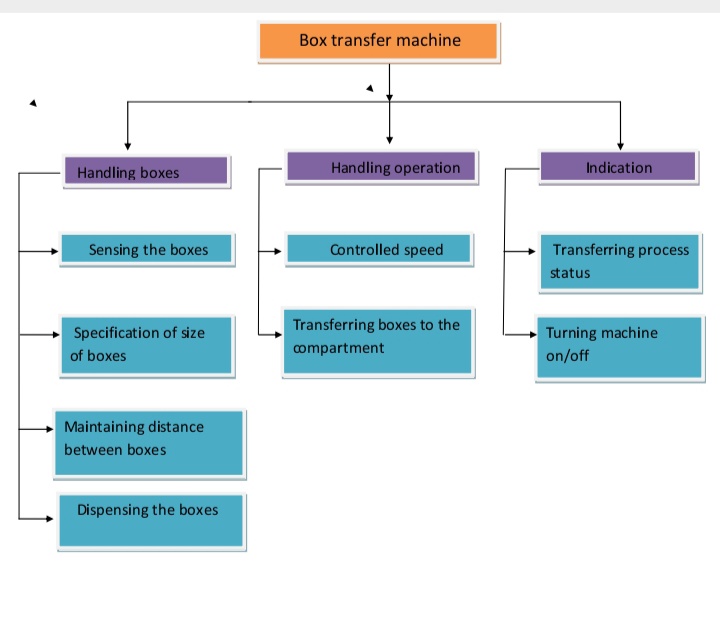 Box transfer machine
Handling boxes
Handling operation
Indication
Sensing the boxes
Controlled speed
Transferring process
status
Specification of size
of boxes
Transferring boxes to the
compartment
Turning machine
on/off
Maintaining distance
between boxes
Dispensing the boxes